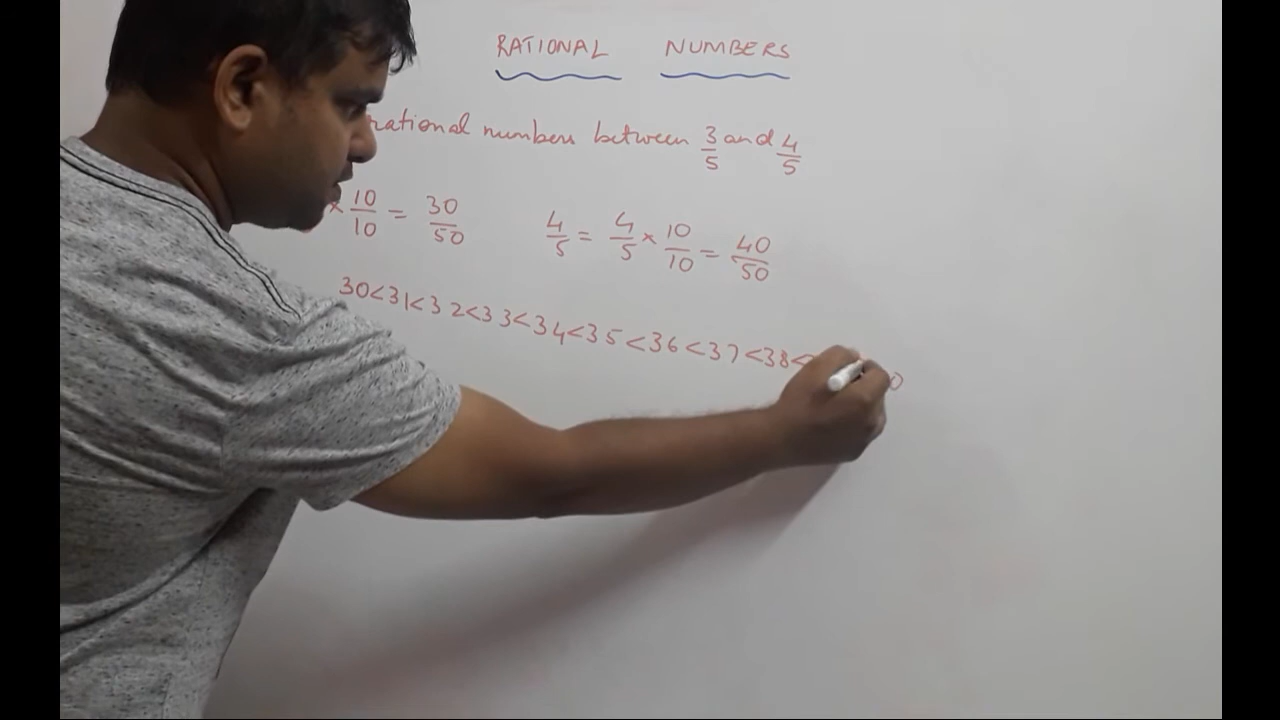 RATIONAL NUMBERS
rational numbers between 3/5 and 4/5
× 10/10 = 30/50 4/5 = 4/5 × 10/10 = 40/50
30<31<32<33<34<35<36<37<38<